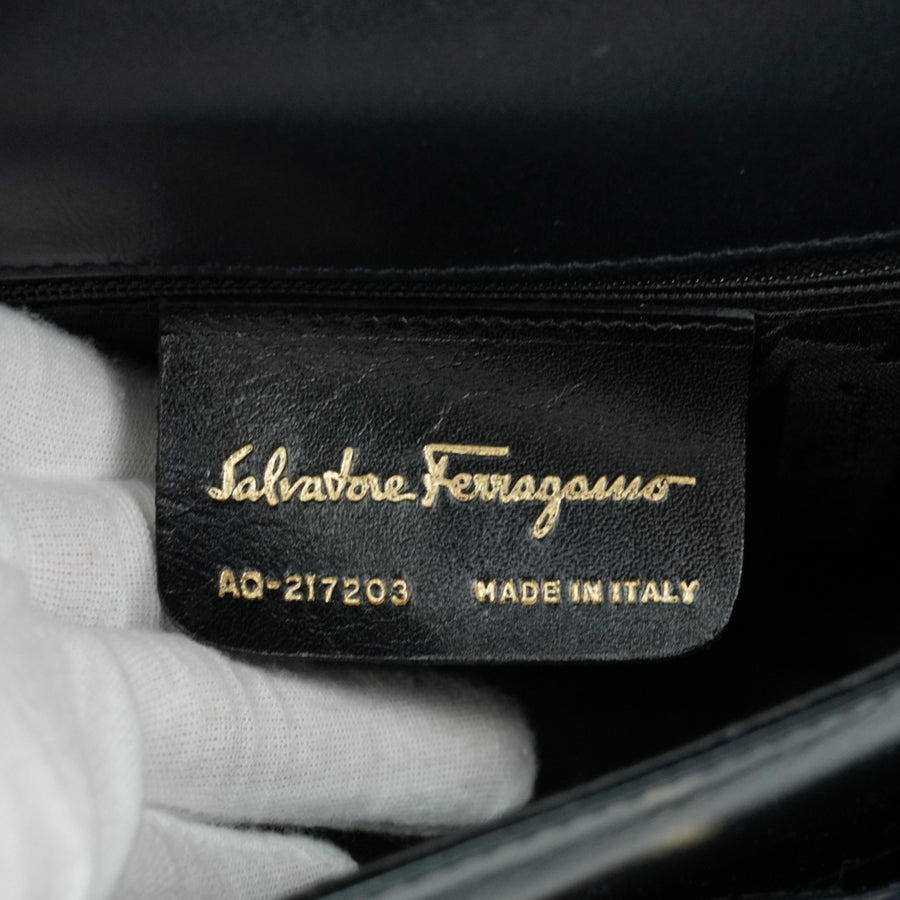 Salvatore Ferragamo
AQ-217203 MADE IN ITALY